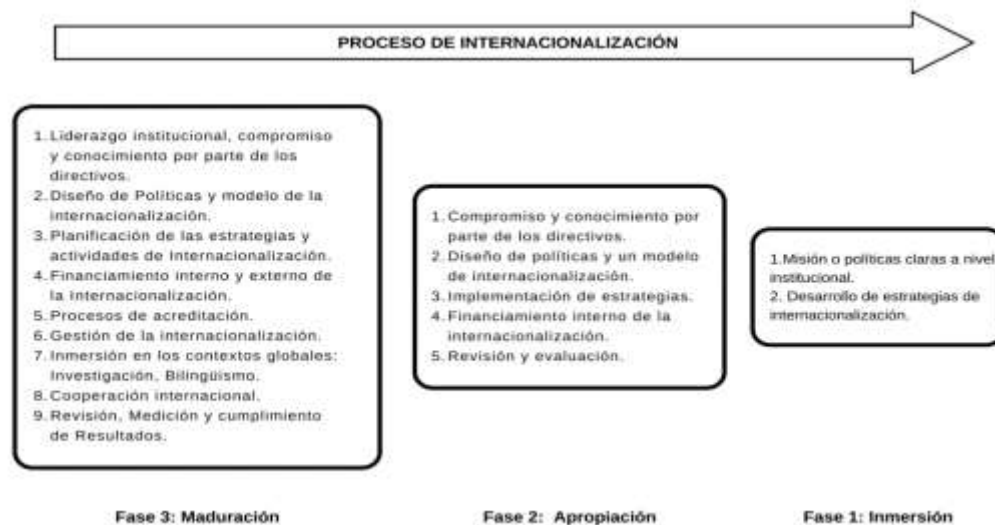 PROCESO DE INTERNACIONALIZACIÓN
1. Liderazgo institucional, compromiso
y conocimiento por parte de los
directivos.
2. Diseño de Políticas y modelo de la
internacionalización.
3. Planificación de las estrategias y
actividades de Internacionalización.
4. Financiamiento interno y externo de
la internacionalización.
5. Procesos de acreditación.
6. Gestión de la internacionalización.
7. Inmersión en los contextos globales:
Investigación, Bilingüismo.
8. Cooperación internacional.
9. Revisión, Medición y cumplimiento
de Resultados.
1. Compromiso y conocimiento por
parte de los directivos.
2. Diseño de políticas y un modelo
de internacionalización.
3. Implementación de estrategias.
4. Financiamiento interno de la
internacionalización.
5. Revisión y evaluación.
1.Misión o políticas claras a nivel
institucional.
2. Desarrollo de estrategias de
internacionalización.
Fase 3: Maduración
Fase 2: Apropiación
Fase 1: Inmersión